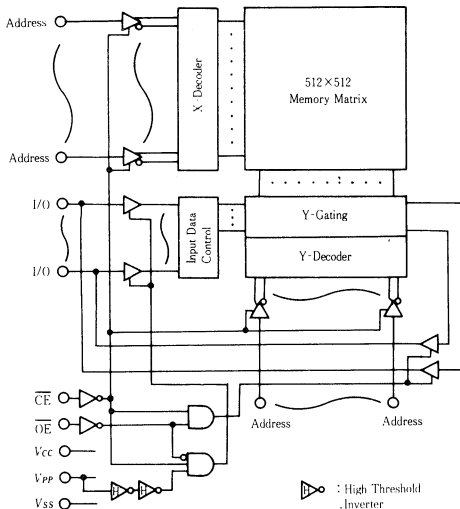 Address
Address
I/O
I/O
X-Decoder
512×512
Memory Matrix
Input Data
Control
Y-Gating
Y-Decoder
Address
Address
CE
OE
VCC
VPP
VSS
H
H
H
: High Threshold
Inverter